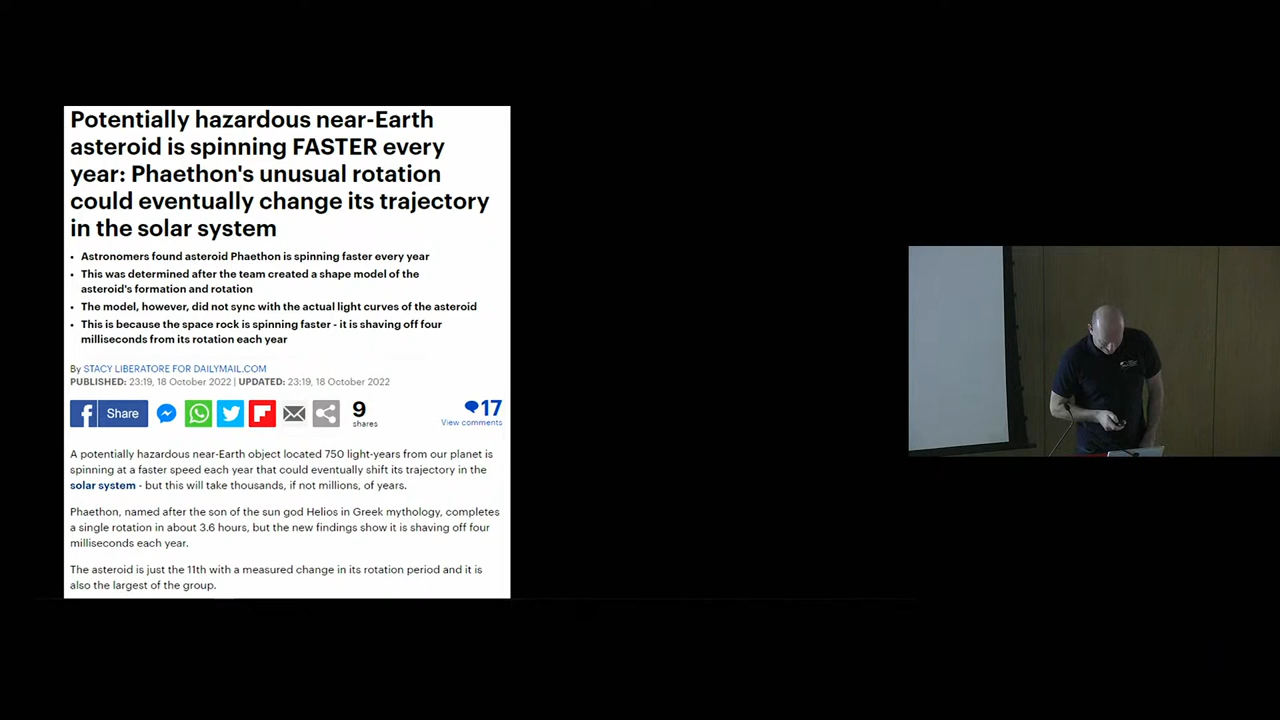 Potentially hazardous near-Earth
asteroid is spinning FASTER every
year: Phaethon's unusual rotation
could eventually change its trajectory
in the solar system
• Astronomers found asteroid Phaethon is spinning faster every year
• This was determined after the team created a shape model of the
asteroid's formation and rotation
• The model, however, did not sync with the actual light curves of the asteroid
• This is because the space rock is spinning faster - it is shaving off four
milliseconds from its rotation each year
By STACY LIBERATORE FOR DAILYMAIL.COM
PUBLISHED: 23:19, 18 October 2022 | UPDATED: 23:19, 18 October 2022
Share
9
shares
17
View comments
A potentially hazardous near-Earth object located 750 light-years from our planet is
spinning at a faster speed each year that could eventually shift its trajectory in the
solar system - but this will take thousands, if not millions, of years.
Phaethon, named after the son of the sun god Helios in Greek mythology, completes
a single rotation in about 3.6 hours, but the new findings show it is shaving off four
milliseconds each year.
The asteroid is just the 11th with a measured change in its rotation period and it is
also the largest of the group.